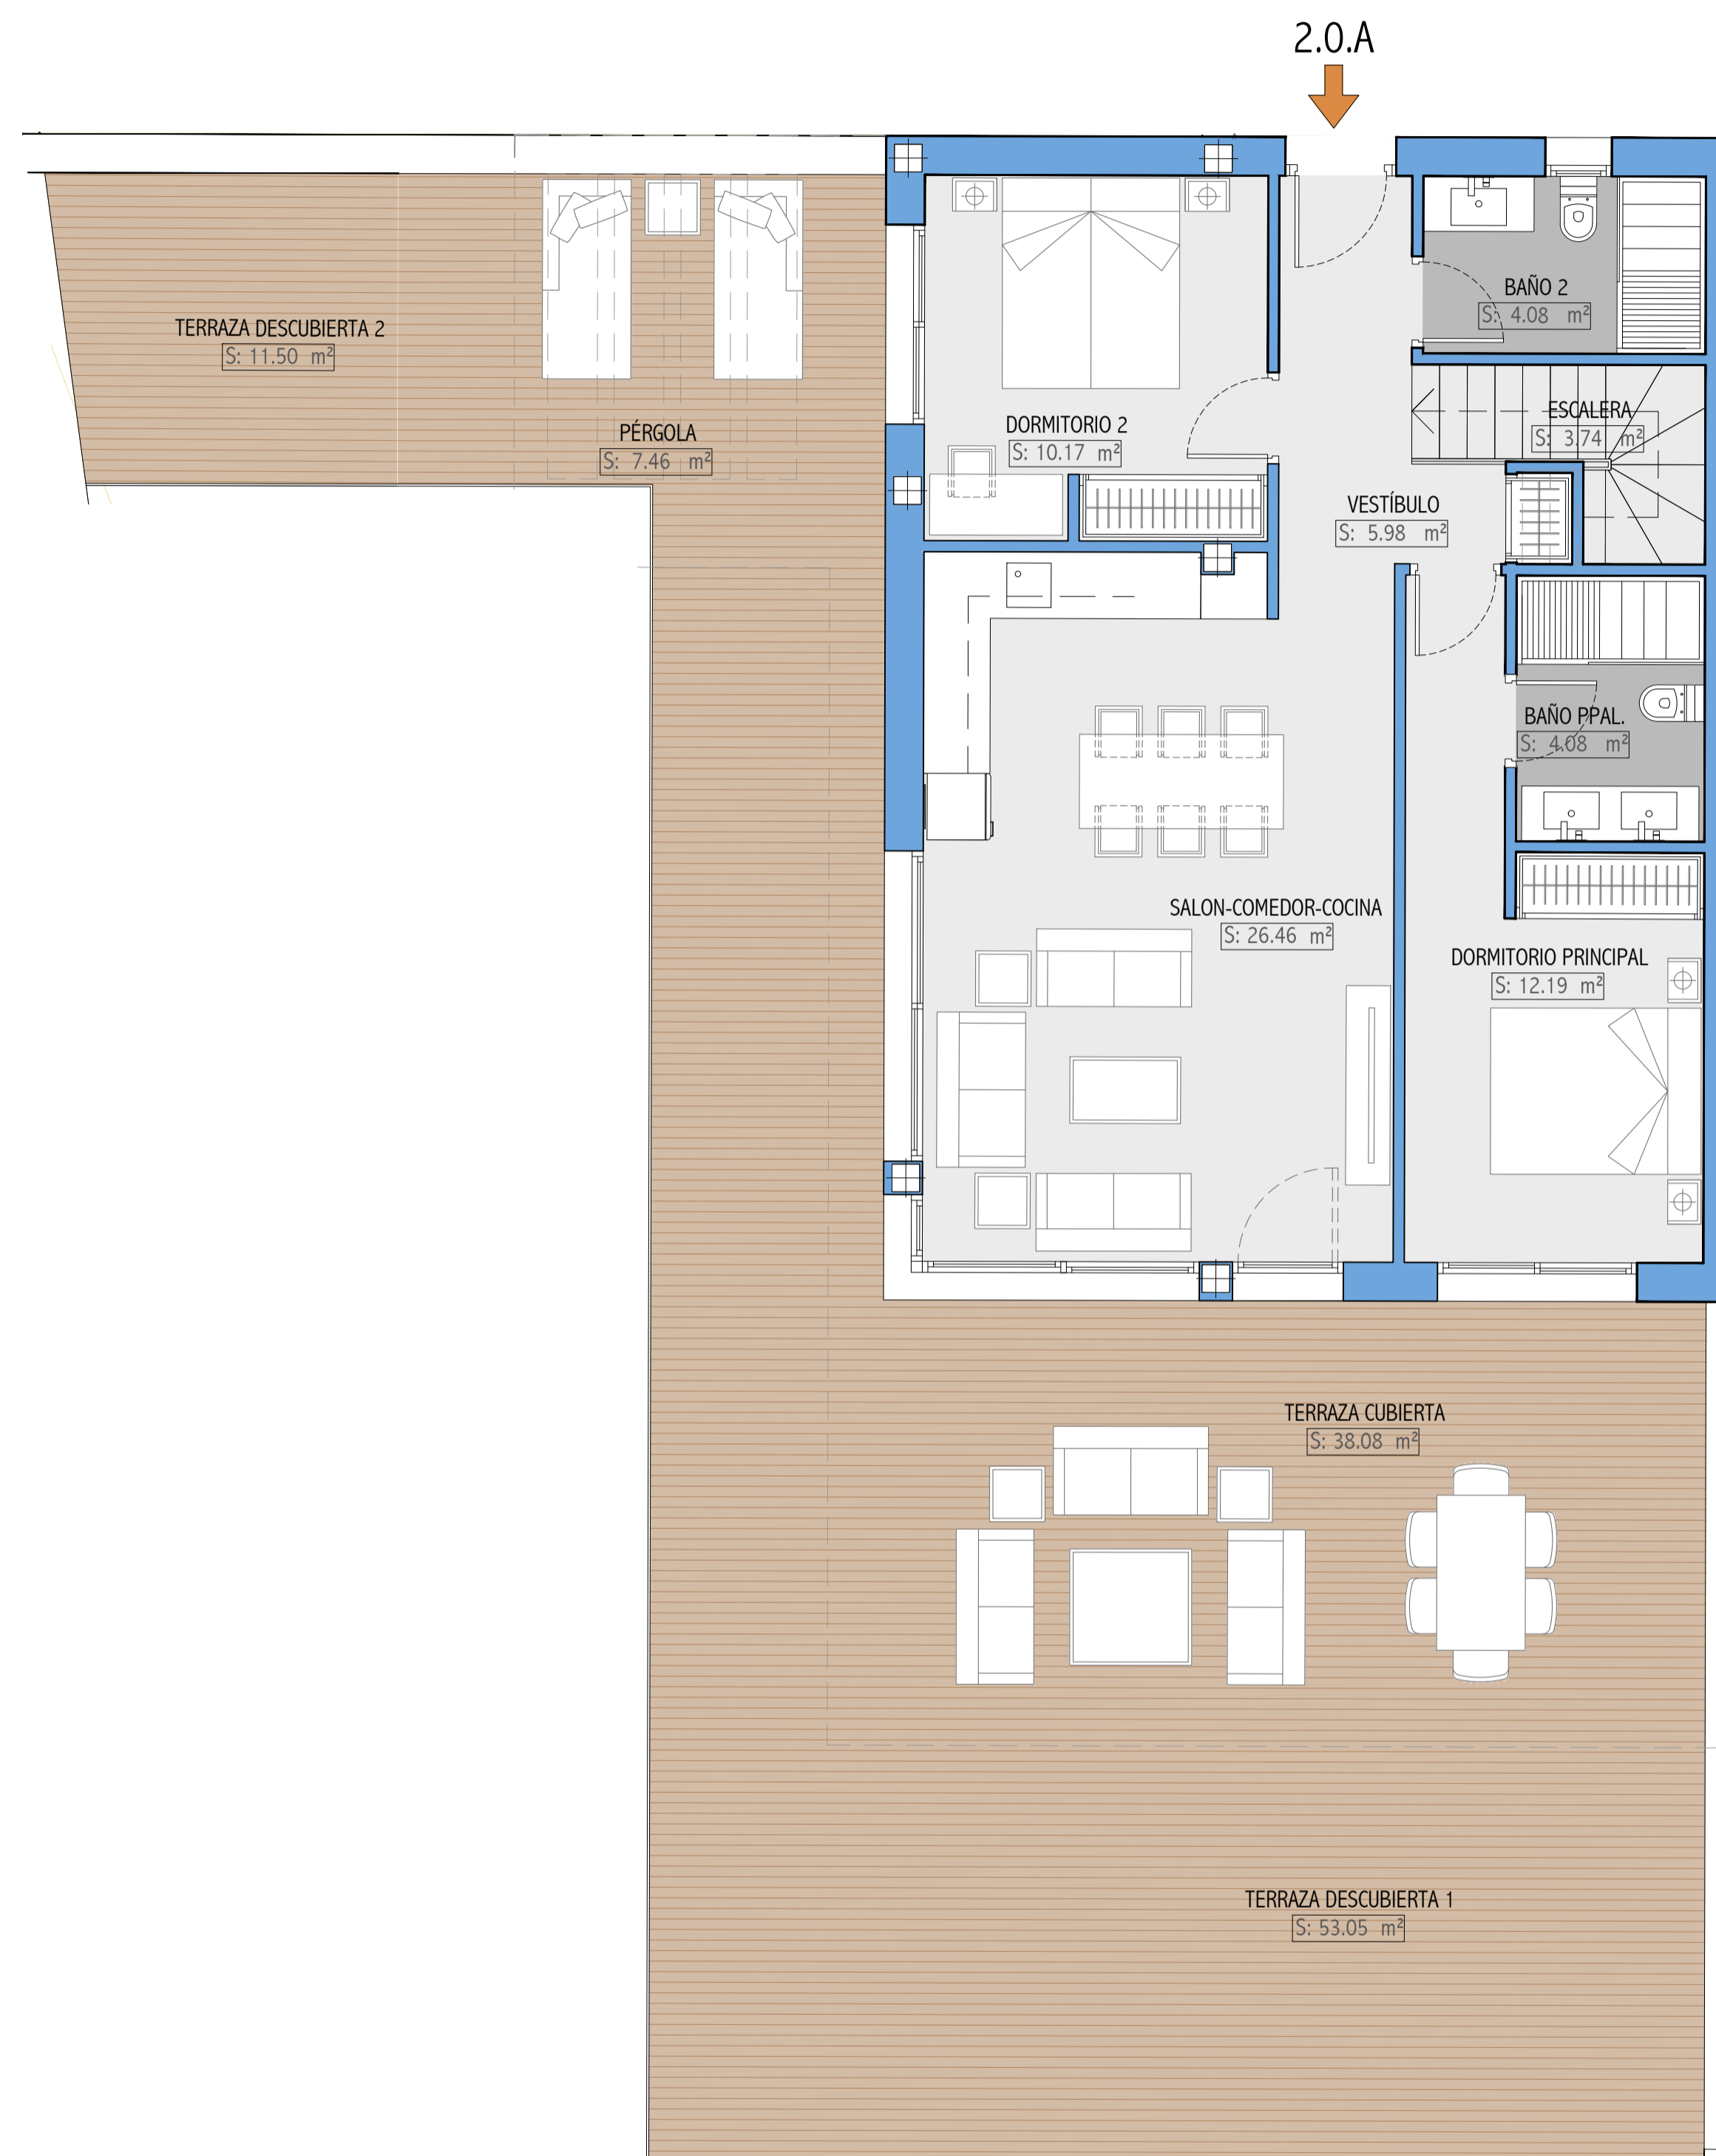 2.0.A
BAÑO 2
S: 4.08 m²
TERRAZA DESCUBIERTA 2
S: 11.50 m²
PÉRGOLA
S: 7.46 m²
DORMITORIO 2
S: 10.17 m²
ESCALERA
S: 3.74 m²
VESTÍBULO
S: 5.98 m²
BAÑO PPAL.
S: 4.08 m²
SALON-COMEDOR-COCINA
S: 26.46 m²
DORMITORIO PRINCIPAL
S: 12.19 m²
TERRAZA CUBIERTA
S: 38.08 m²
TERRAZA DESCUBIERTA 1
S: 53.05 m²